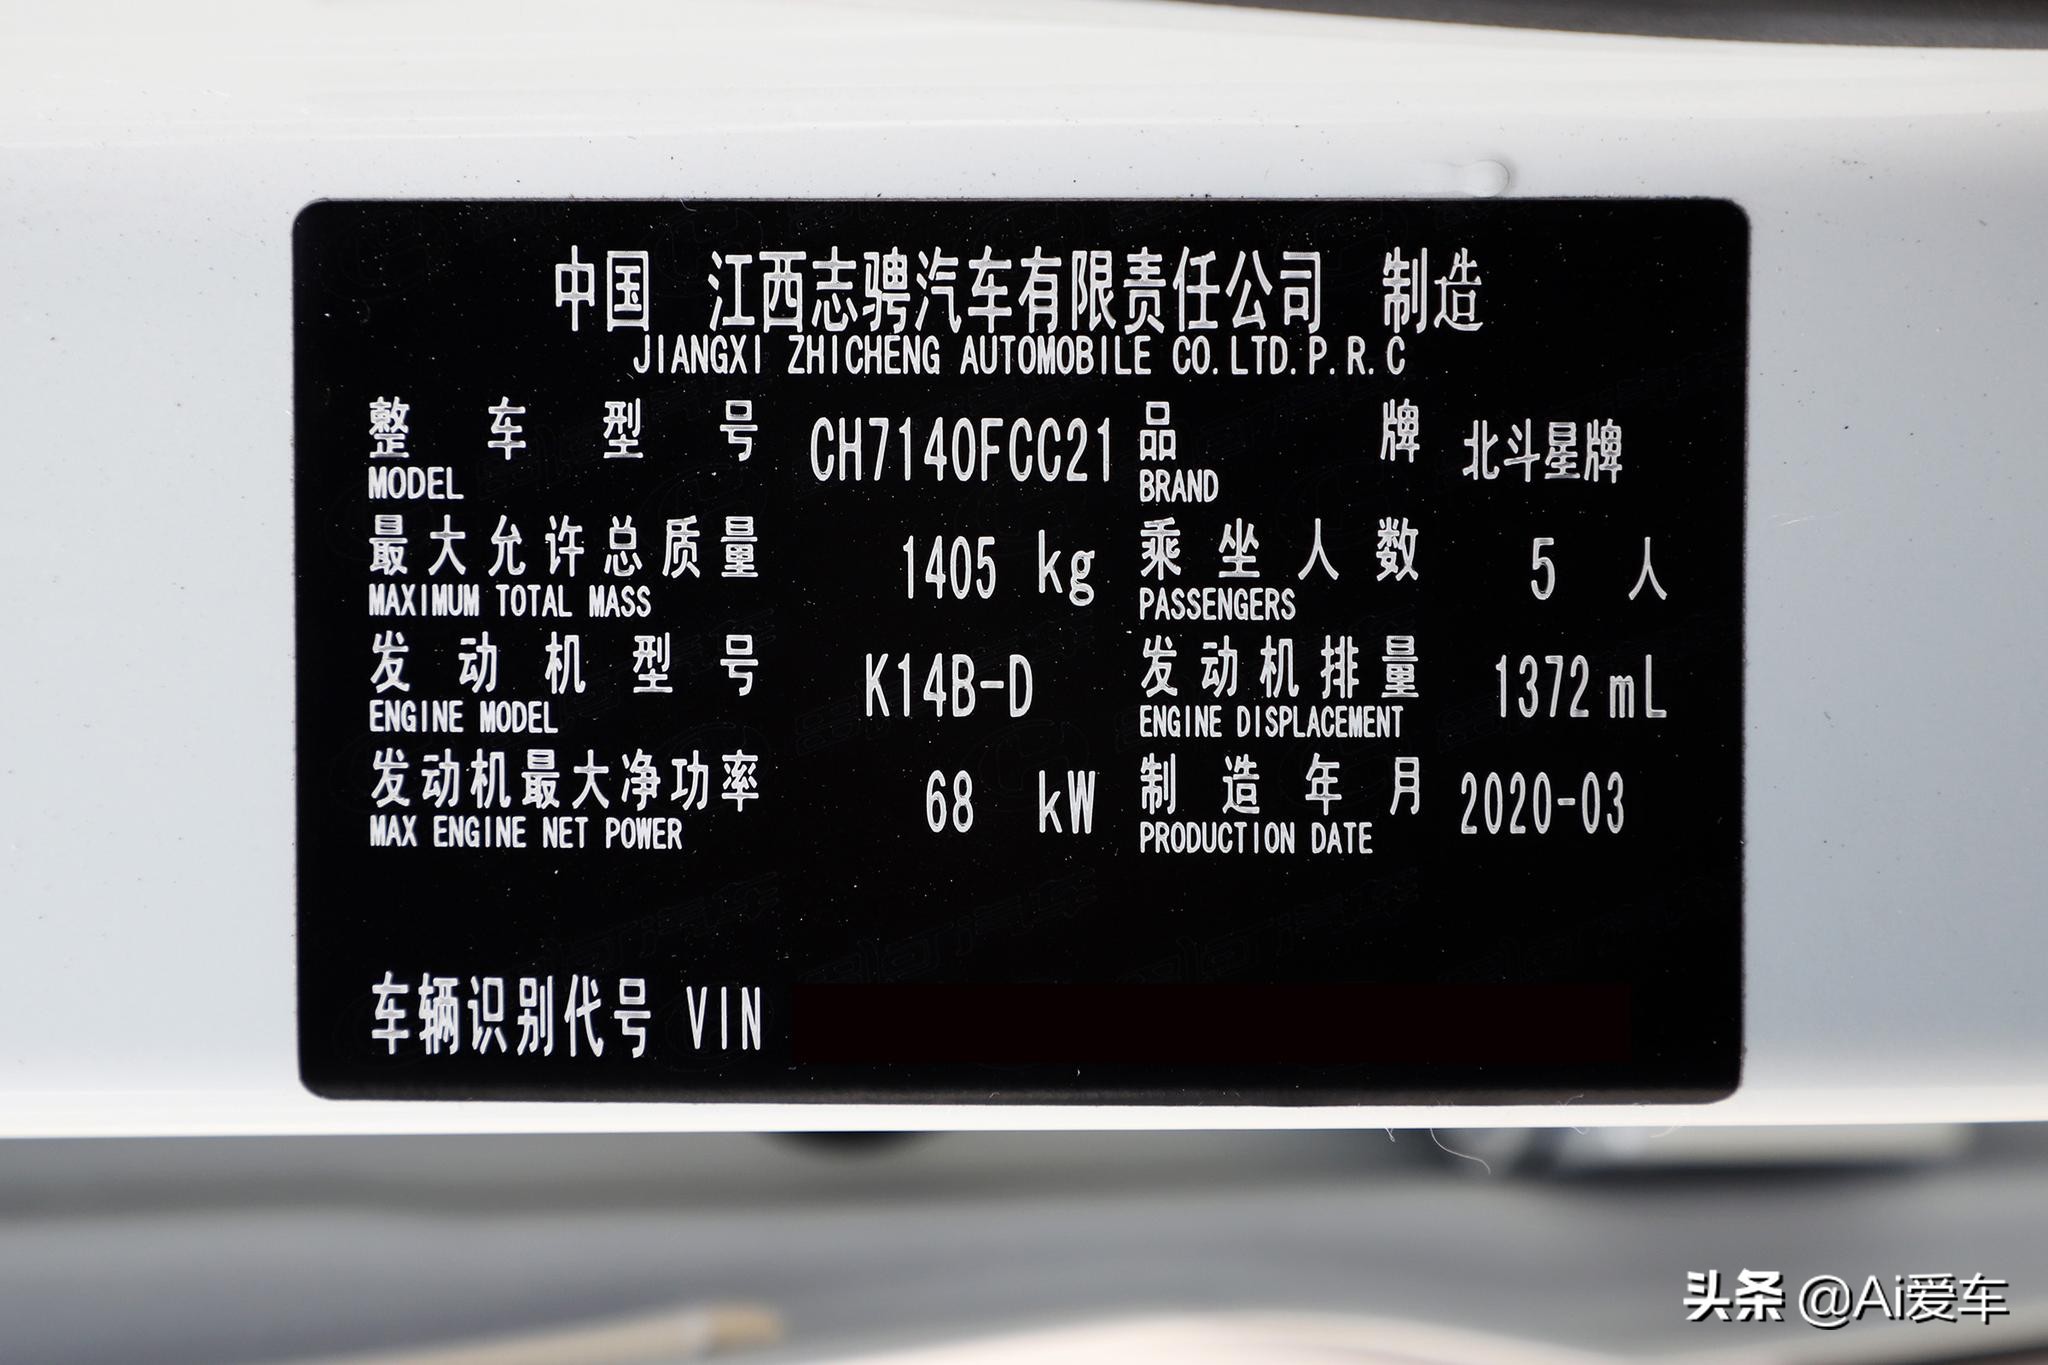 中国 江西志骋汽车有限责任公司 制造
JIANGXI ZHICHENG AUTOMOBILE CO.LTD.P.R.C
整车型号 CH7140FCC21 品牌 北斗星牌
MODEL BRAND
最大允许总质量 1405 kg 乘坐人数 5 人
MAXIMUM TOTAL MASS PASSENGERS
发动机型号 K14B-D 发动机排量 1372 mL
ENGINE MODEL ENGINE DISPLACEMENT
发动机最大净功率 68 kW 制造年月 2020-03
MAX ENGINE NET POWER PRODUCTION DATE
车辆识别代号 VIN
头条 @Ai爱车